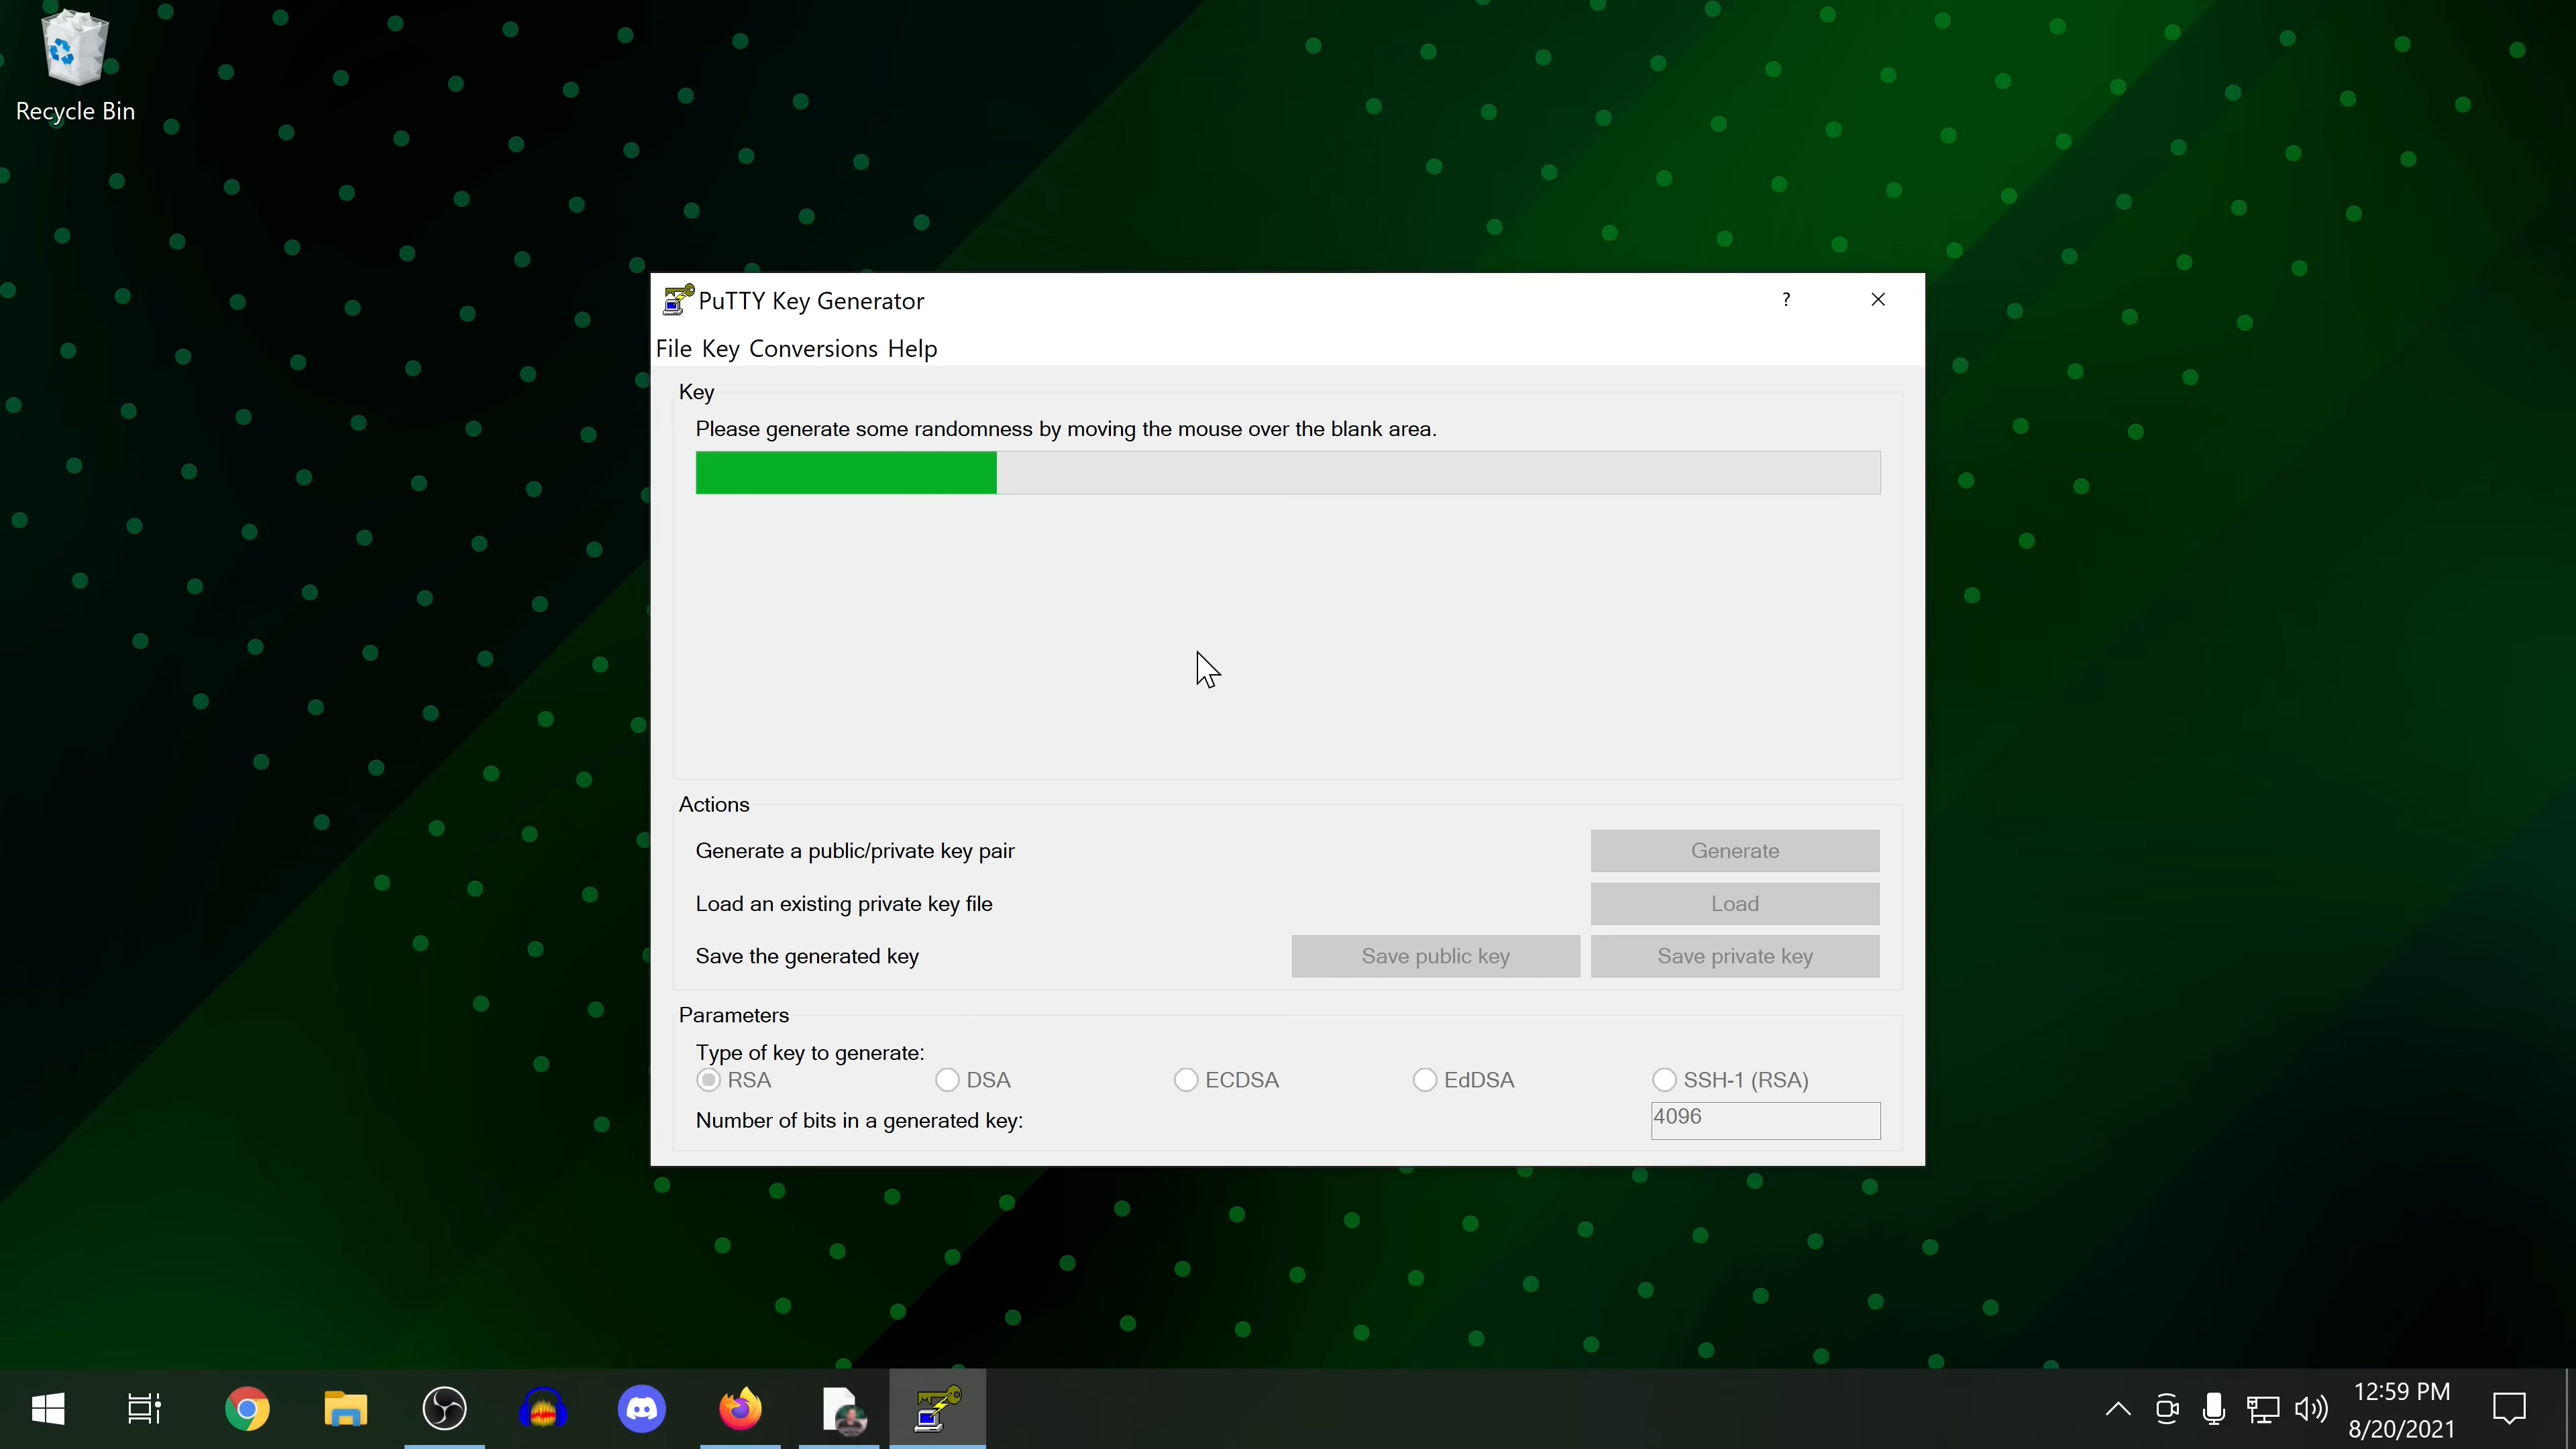 Recycle Bin
PuTTY Key Generator
?
File Key Conversions Help
Key
Please generate some randomness by moving the mouse over the blank area.
Actions
Generate a public/private key pair
Generate
Load an existing private key file
Load
Save the generated key
Save public key
Save private key
Parameters
Type of key to generate:
RSA DSA ECDSA EdDSA SSH-1 (RSA)
Number of bits in a generated key:
4096
12:59 PM
8/20/2021